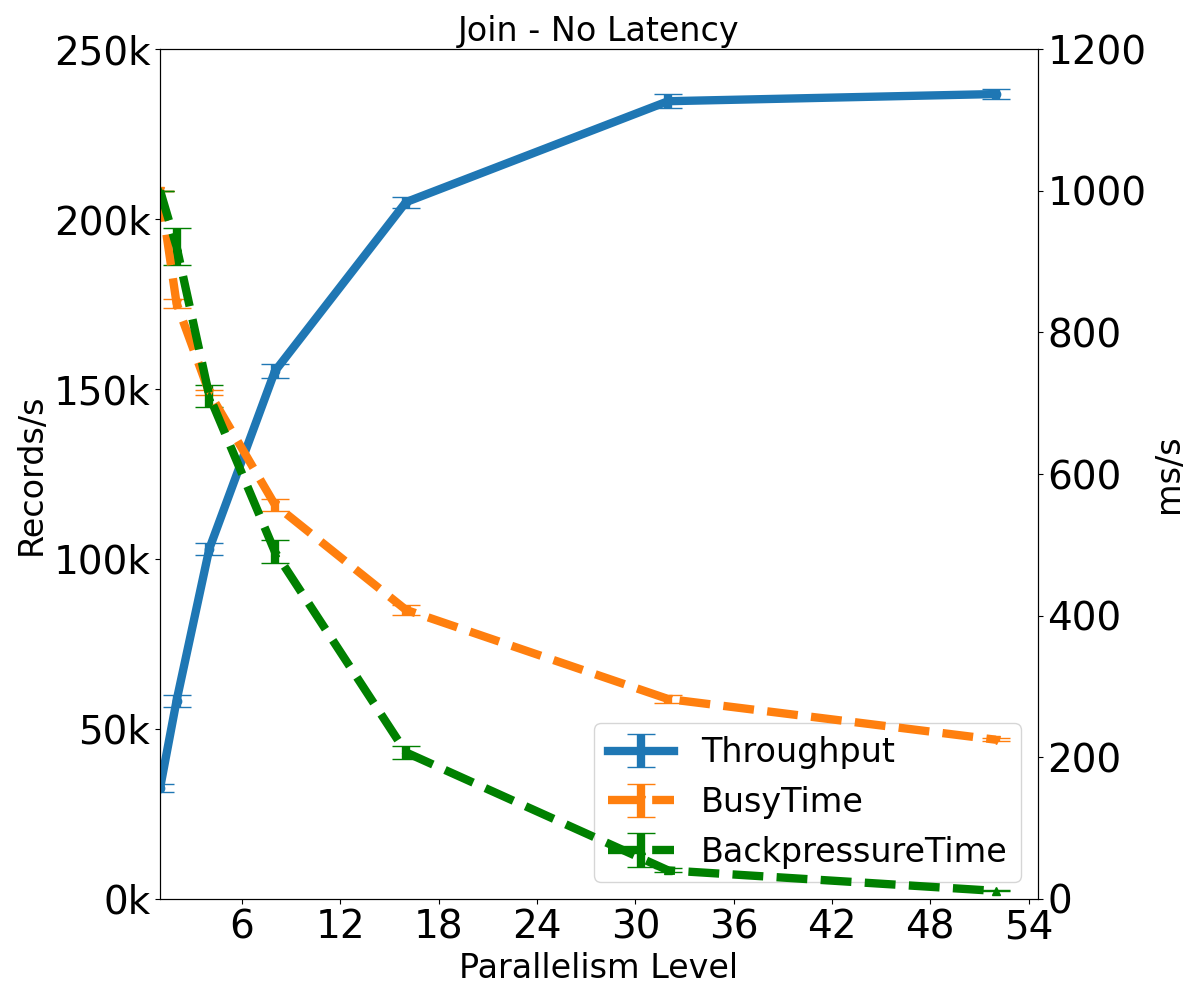 Join - No Latency
250k
200k
150k
100k
50k
0k
Records/s
1200
1000
800
600
400
200
0
ms/s
Throughput
BusyTime
BackpressureTime
6 12 18 24 30 36 42 48 54
Parallelism Level